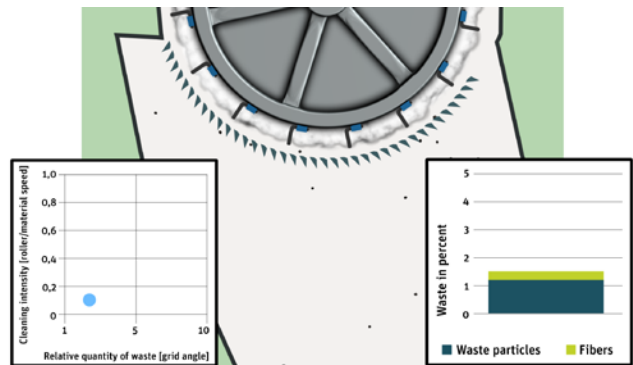 Cleaning intensity [roller/material speed]
1,0
0,8
0,6
0,4
0,2
0
1 5 10
Relative quantity of waste [grid angle]
Waste in percent
5
4
3
2
1
0
Waste particles Fibers